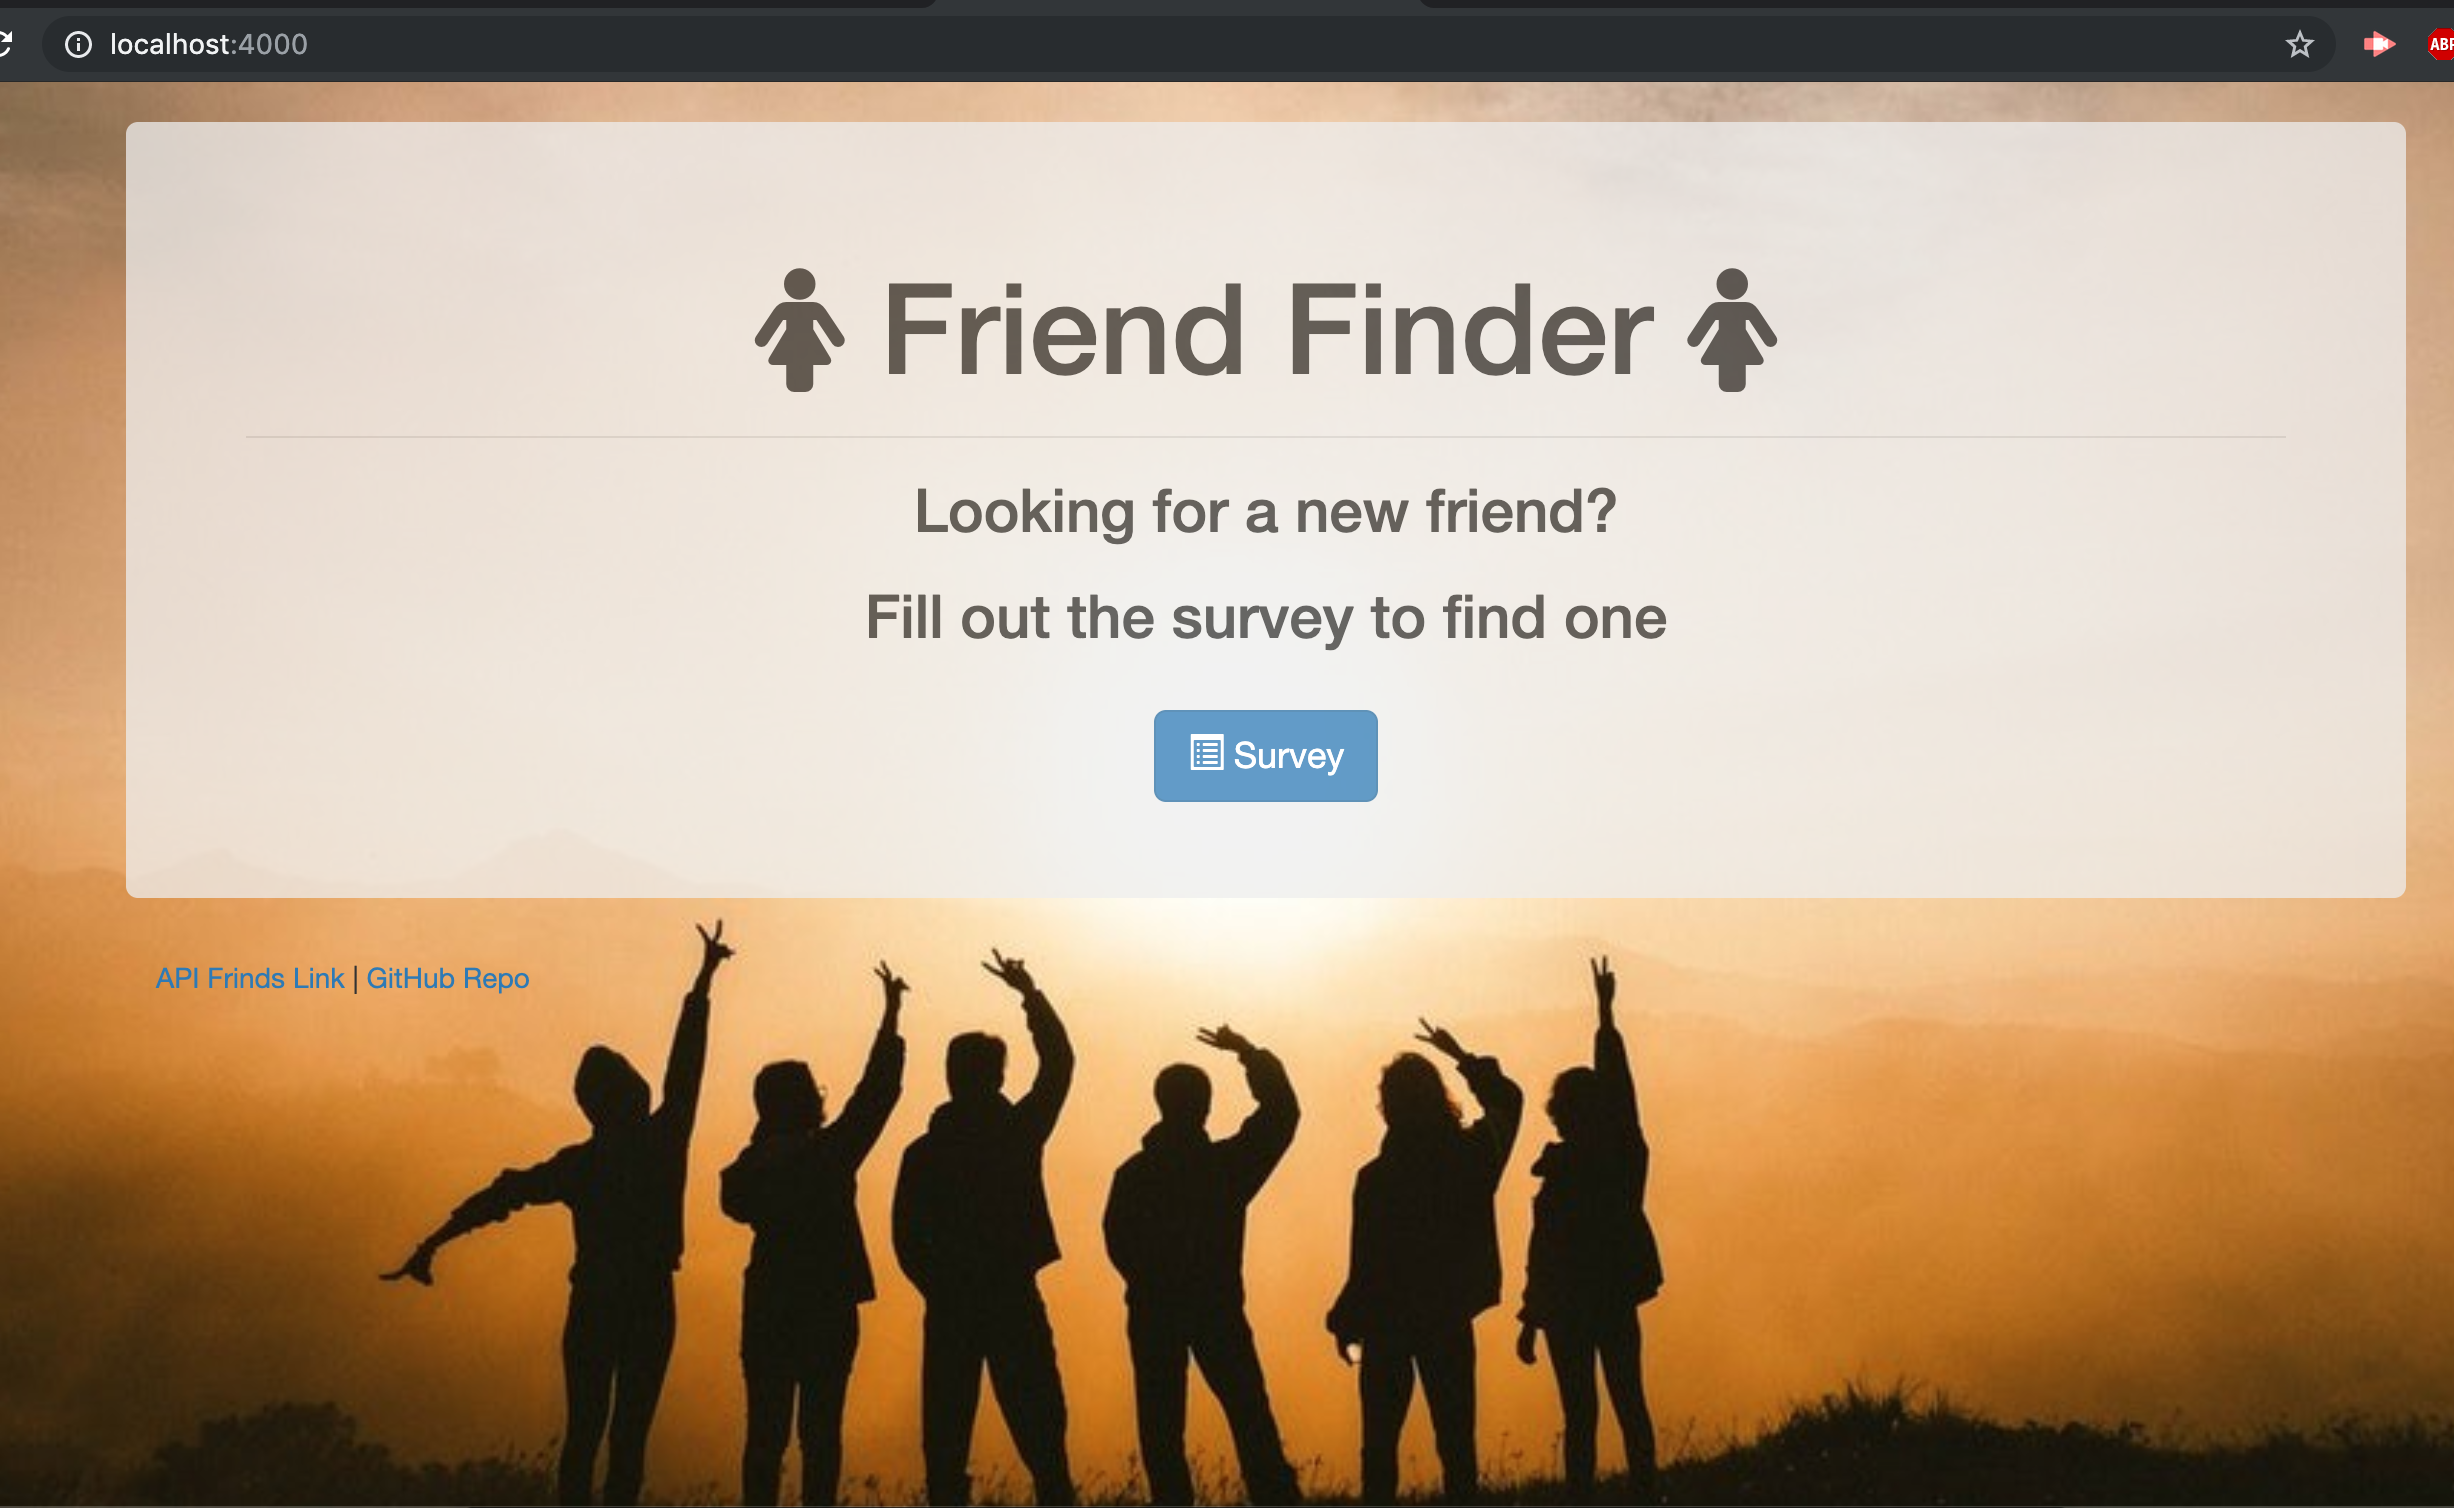 localhost:4000
ABP
Friend Finder
Looking for a new friend?
Fill out the survey to find one
Survey
API Frinds Link | GitHub Repo